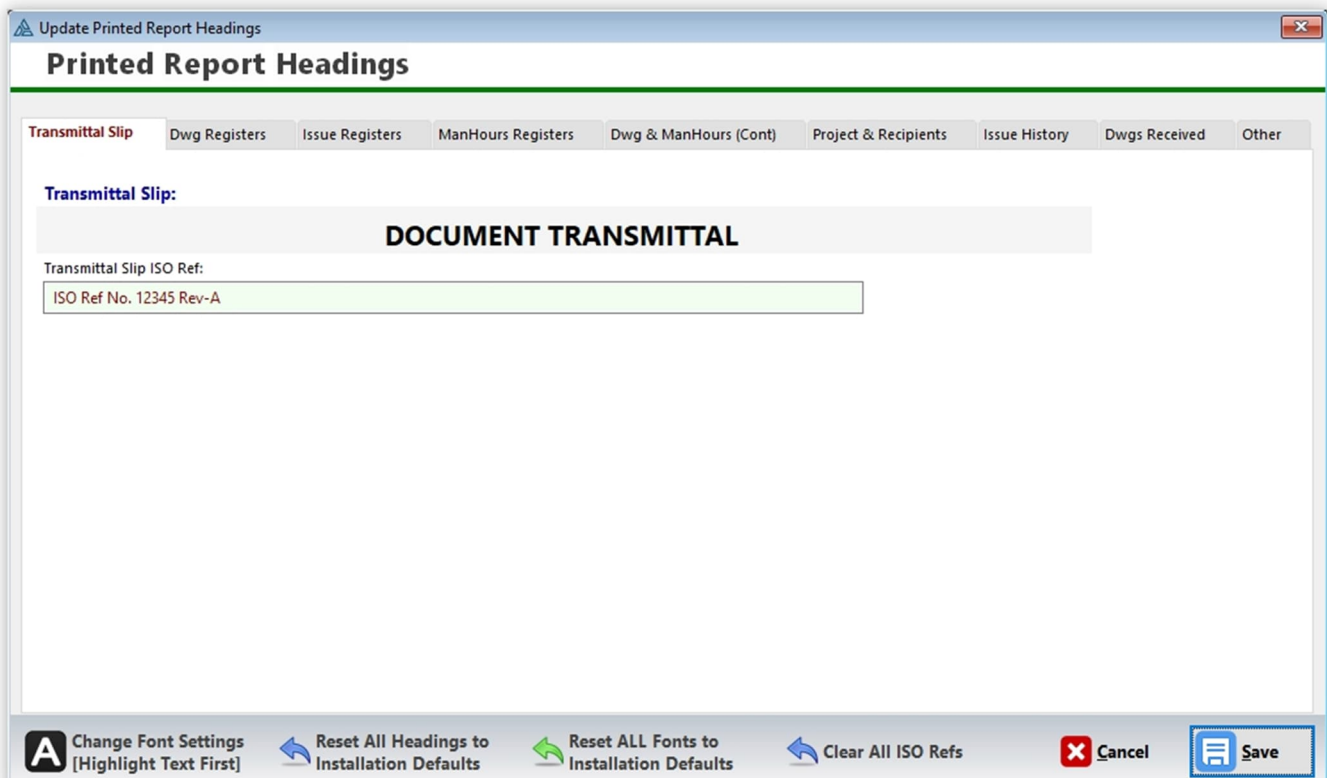 Update Printed Report Headings
Printed Report Headings
Transmittal Slip Dwg Registers Issue Registers ManHours Registers Dwg & ManHours (Cont) Project & Recipients Issue History Dwgs Received Other
Transmittal Slip:
DOCUMENT TRANSMITTAL
Transmittal Slip ISO Ref:
ISO Ref No. 12345 Rev-A
A Change Font Settings
[Highlight Text First]
Reset All Headings to
Installation Defaults
Reset ALL Fonts to
Installation Defaults
Clear All ISO Refs
Cancel
Save